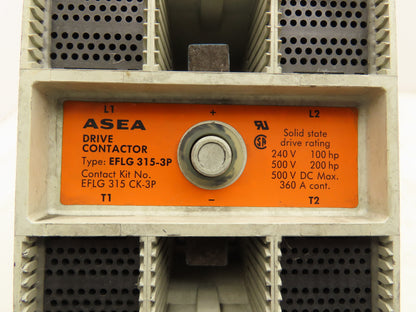 L1 + L2
ASEA
DRIVE
CONTACTOR
Type: EFLG 315-3P
Contact Kit No.
EFLG 315 CK-3P
Solid state
drive rating
240 V 100 hp
500 V 200 hp
500 V DC Max.
360 A cont.
T1 − T2